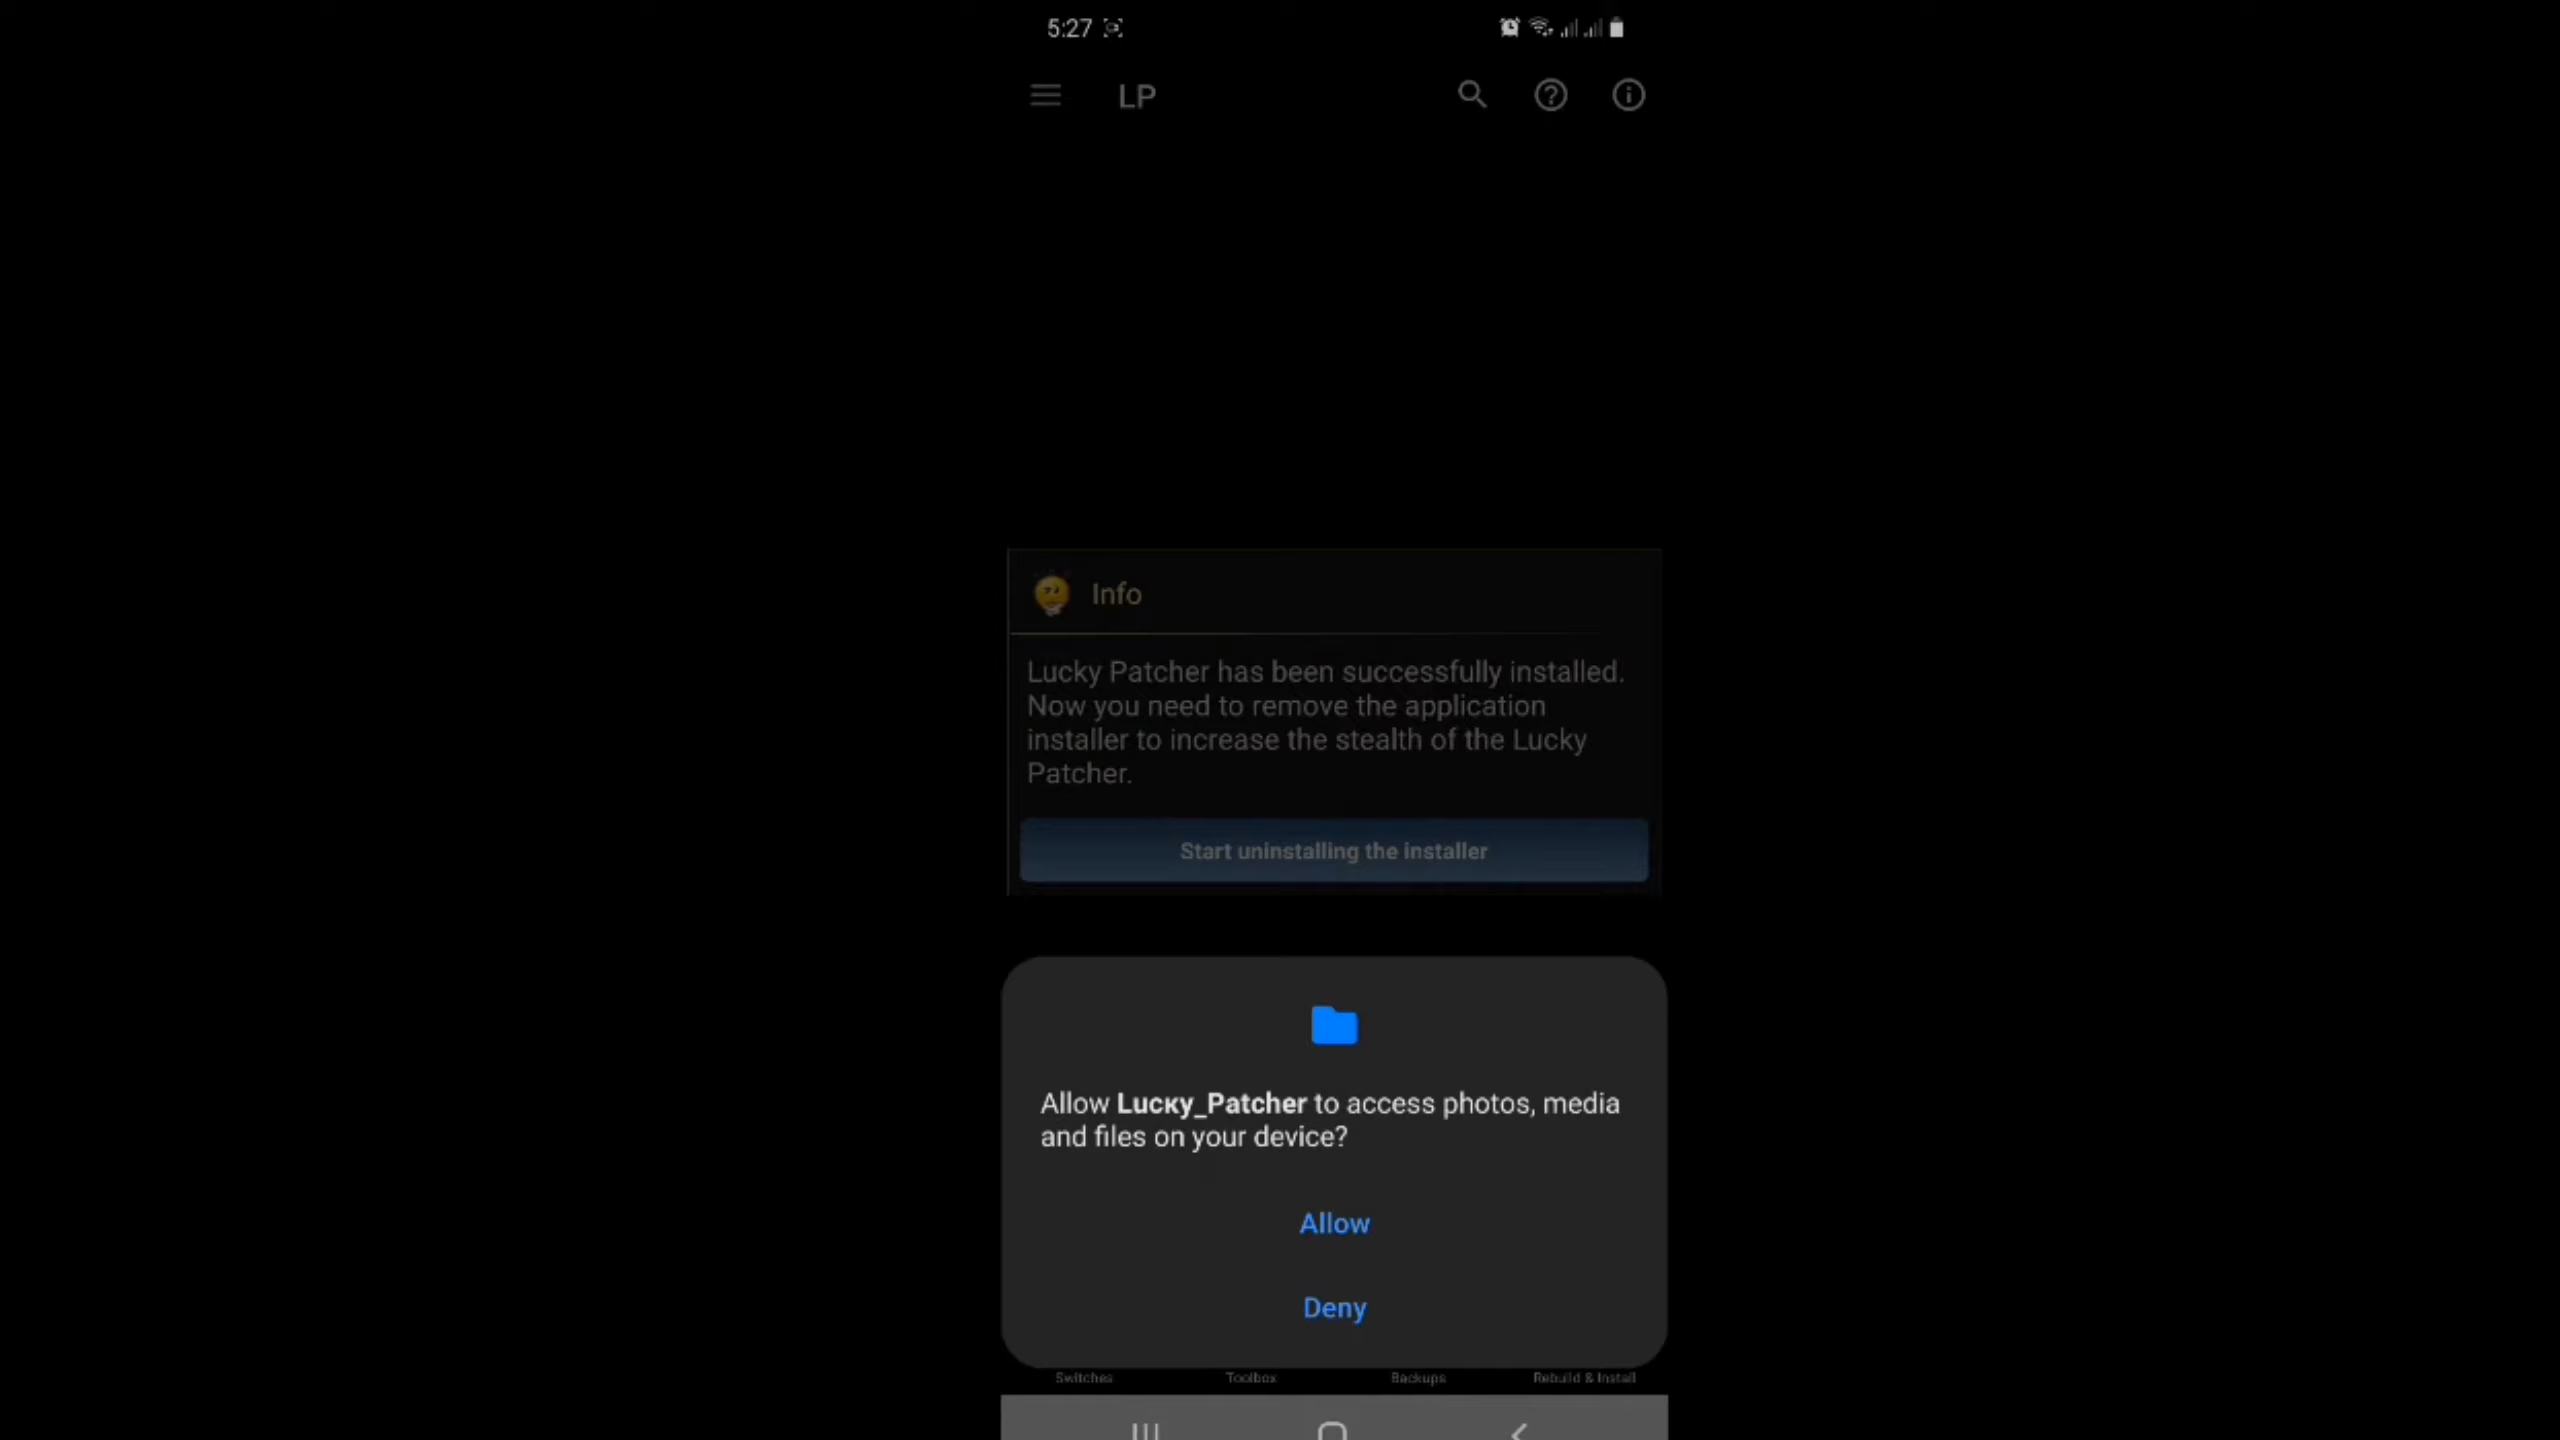 5:27
LP
Info
Lucky Patcher has been successfully installed.
Now you need to remove the application
installer to increase the stealth of the Lucky
Patcher.
Start uninstalling the installer
Allow Lucкy_Patcher to access photos, media
and files on your device?
Allow
Deny
Switches Toolbox Backups Rebuild & Install